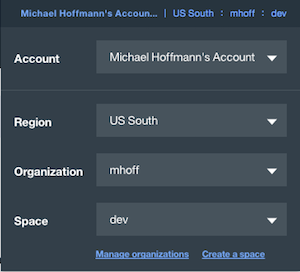 Michael Hoffmann's Accoun... | US South : mhoff : dev
Account Michael Hoffmann's Account
Region US South
Organization mhoff
Space dev
Manage organizations Create a space